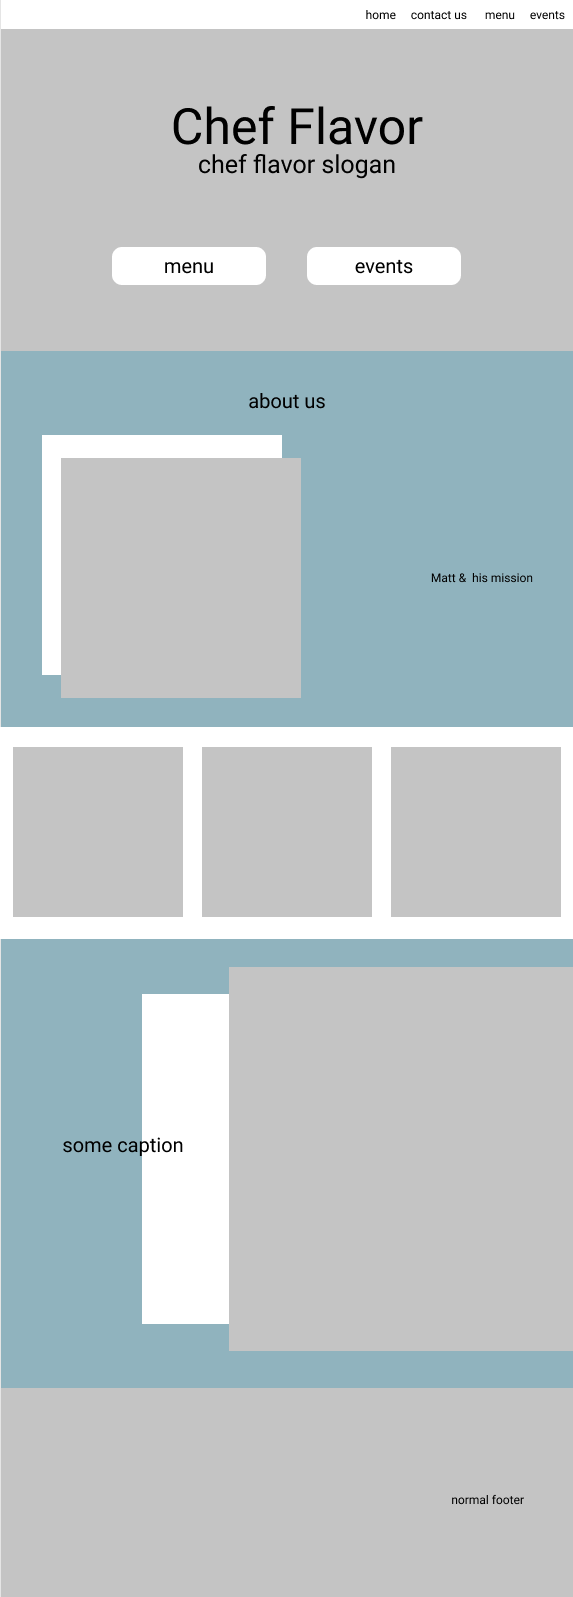 home contact us menu events
Chef Flavor
chef flavor slogan
menu events
about us
Matt & his mission
some caption
normal footer